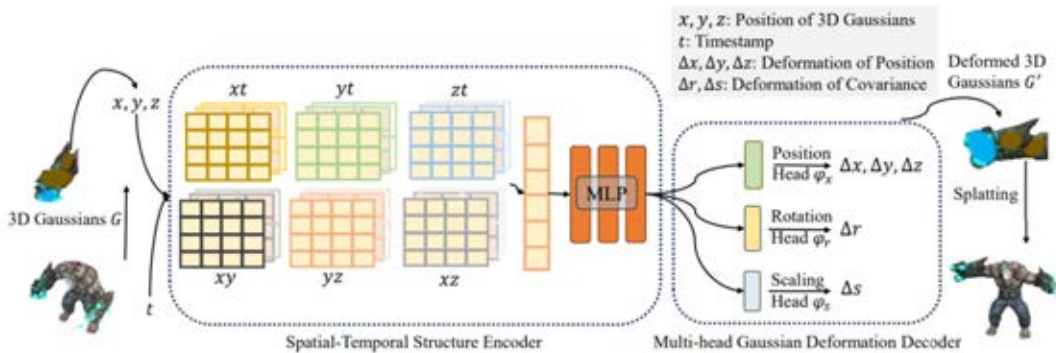 x, y, z: Position of 3D Gaussians
t: Timestamp
Δx, Δy, Δz: Deformation of Position
Δr, Δs: Deformation of Covariance
x, y, z
3D Gaussians G
t
xt
yt
zt
xy
yz
xz
MLP
Spatial-Temporal Structure Encoder
Position
Head φₓ
Δx, Δy, Δz
Rotation
Head φᵣ
Δr
Scaling
Head φₛ
Δs
Multi-head Gaussian Deformation Decoder
Deformed 3D
Gaussians G′
Splatting